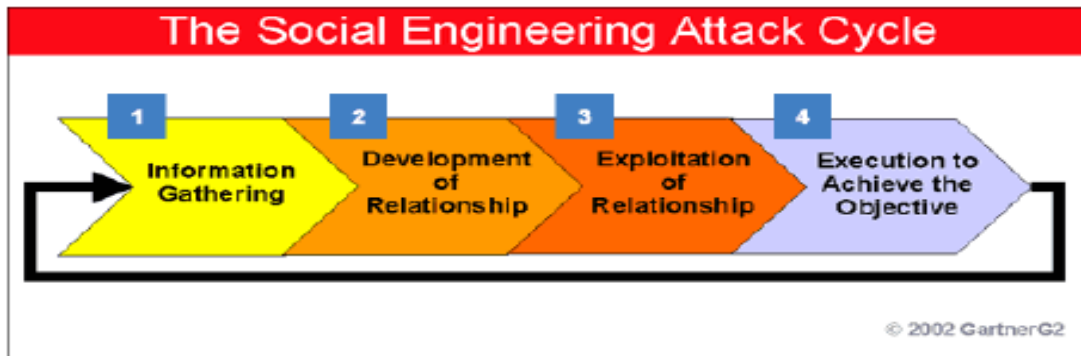 The Social Engineering Attack Cycle
1
2
3
4
Information
Gathering
Development
of
Relationship
Exploitation
of
Relationship
Execution to
Achieve the
Objective
© 2002 GartnerG2